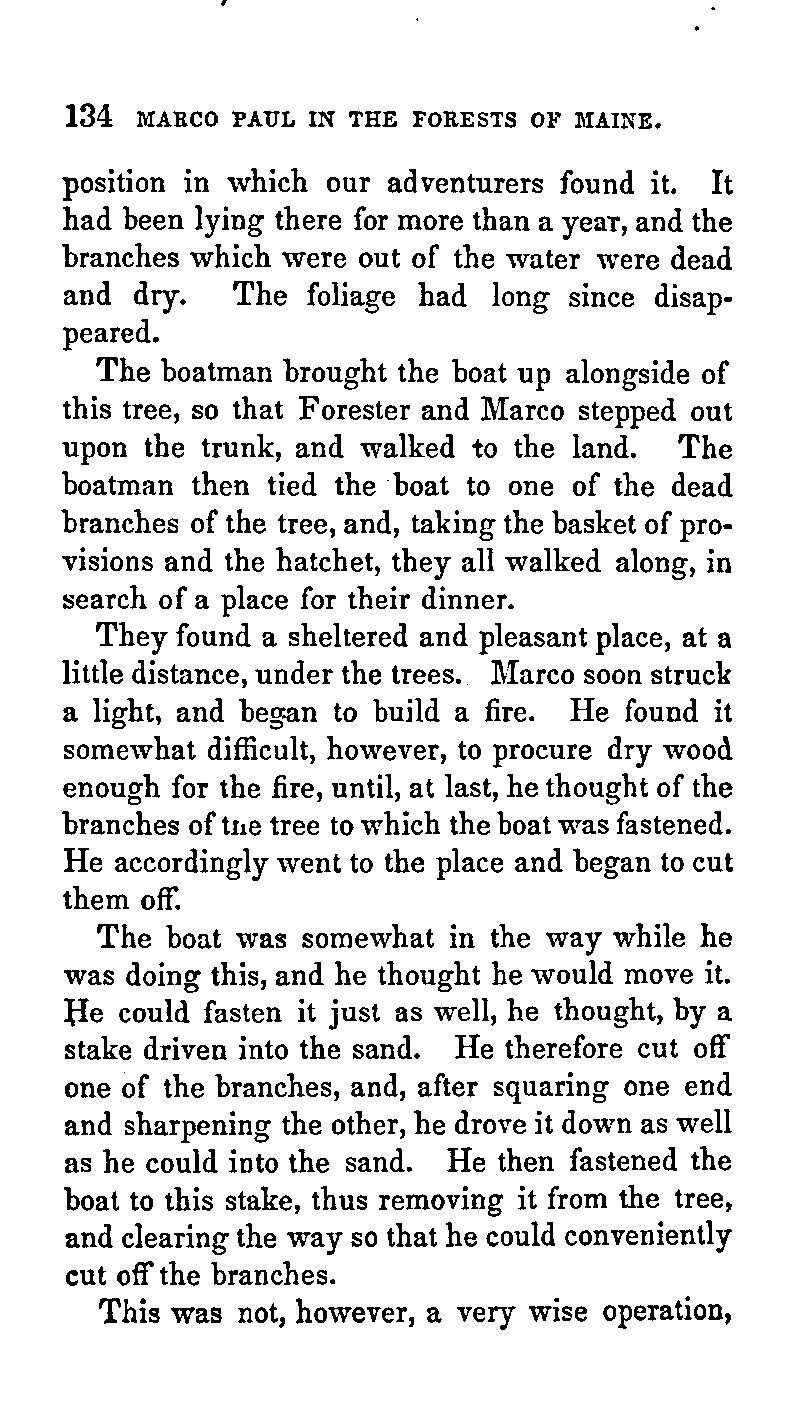 134 MARCO PAUL IN THE FORESTS OF MAINE.
position in which our adventurers found it. It
had been lying there for more than a year, and the
branches which were out of the water were dead
and dry. The foliage had long since disap-
peared.
The boatman brought the boat up alongside of
this tree, so that Forester and Marco stepped out
upon the trunk, and walked to the land. The
boatman then tied the boat to one of the dead
branches of the tree, and, taking the basket of pro-
visions and the hatchet, they all walked along, in
search of a place for their dinner.
They found a sheltered and pleasant place, at a
little distance, under the trees. Marco soon struck
a light, and began to build a fire. He found it
somewhat difficult, however, to procure dry wood
enough for the fire, until, at last, he thought of the
branches of the tree to which the boat was fastened.
He accordingly went to the place and began to cut
them off.
The boat was somewhat in the way while he
was doing this, and he thought he would move it.
He could fasten it just as well, he thought, by a
stake driven into the sand. He therefore cut off
one of the branches, and, after squaring one end
and sharpening the other, he drove it down as well
as he could into the sand. He then fastened the
boat to this stake, thus removing it from the tree,
and clearing the way so that he could conveniently
cut off the branches.
This was not, however, a very wise operation,